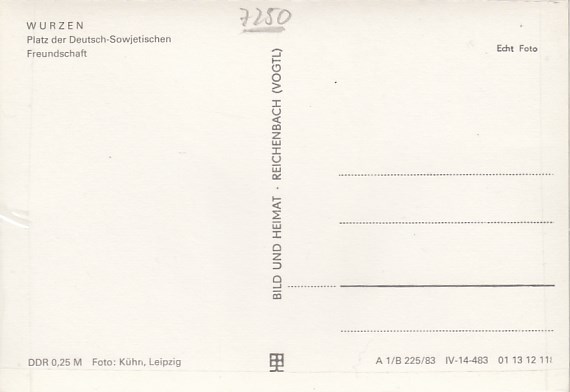 7250
WURZEN
Platz der Deutsch-Sowjetischen
Freundschaft
Echt Foto
BILD UND HEIMAT · REICHENBACH (VOGTL)
DDR 0,25 M Foto: Kühn, Leipzig
A 1/B 225/83 IV-14-483 01 13 12 111